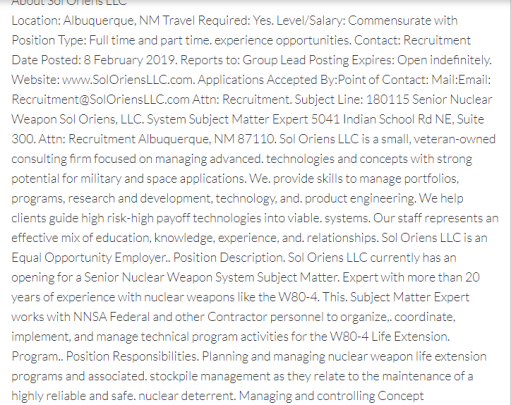 About Sol Oriens LLC
Location: Albuquerque, NM Travel Required: Yes. Level/Salary: Commensurate with
Position Type: Full time and part time. experience opportunities. Contact: Recruitment
Date Posted: 8 February 2019. Reports to: Group Lead Posting Expires: Open indefinitely.
Website: www.SolOriensLLC.com. Applications Accepted By:Point of Contact: Mail:Email:
Recruitment@SolOriensLLC.com Attn: Recruitment. Subject Line: 180115 Senior Nuclear
Weapon Sol Oriens, LLC. System Subject Matter Expert 5041 Indian School Rd NE, Suite
300. Attn: Recruitment Albuquerque, NM 87110. Sol Oriens LLC is a small, veteran-owned
consulting firm focused on managing advanced. technologies and concepts with strong
potential for military and space applications. We. provide skills to manage portfolios,
programs, research and development, technology, and. product engineering. We help
clients guide high risk-high payoff technologies into viable. systems. Our staff represents an
effective mix of education, knowledge, experience, and. relationships. Sol Oriens LLC is an
Equal Opportunity Employer.. Position Description. Sol Oriens LLC currently has an
opening for a Senior Nuclear Weapon System Subject Matter. Expert with more than 20
years of experience with nuclear weapons like the W80-4. This. Subject Matter Expert
works with NNSA Federal and other Contractor personnel to organize,. coordinate,
implement, and manage technical program activities for the W80-4 Life Extension.
Program.. Position Responsibilities. Planning and managing nuclear weapon life extension
programs and associated. stockpile management as they relate to the maintenance of a
highly reliable and safe. nuclear deterrent. Managing and controlling Concept